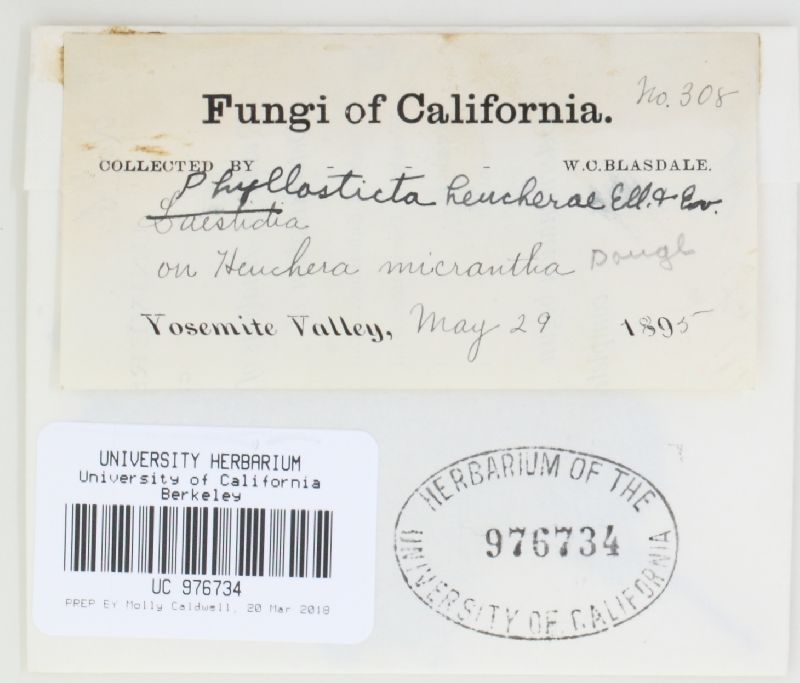 No. 308
Fungi of California.
COLLECTED BY - - - W.C.BLASDALE.
Phyllosticta heucherae Ell. & Ev.
Laestidia
on Heuchera micrantha Dougl
Yosemite Valley, May 29 1895
UNIVERSITY HERBARIUM
University of California
Berkeley
UC 976734
PREP BY Molly Caldwell, 20 Mar 2018
HERBARIUM OF THE
976734
UNIVERSITY OF CALIFORNIA